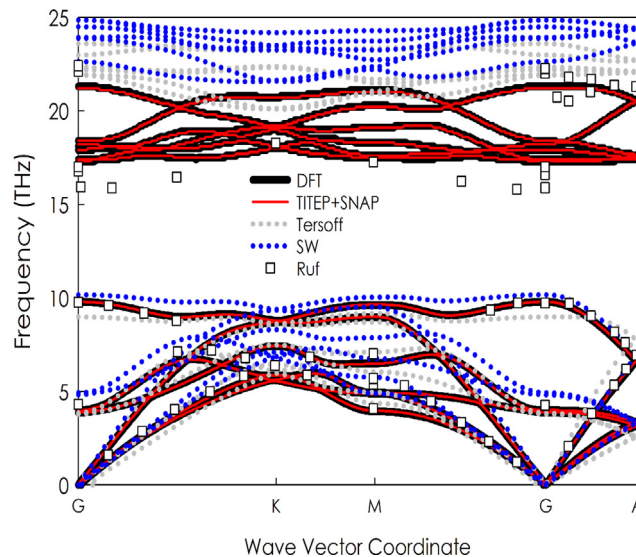 25
20
15
10
5
0
Frequency (THz)
DFT
TITEP+SNAP
Tersoff
SW
Ruf
G
K
M
G
A
Wave Vector Coordinate